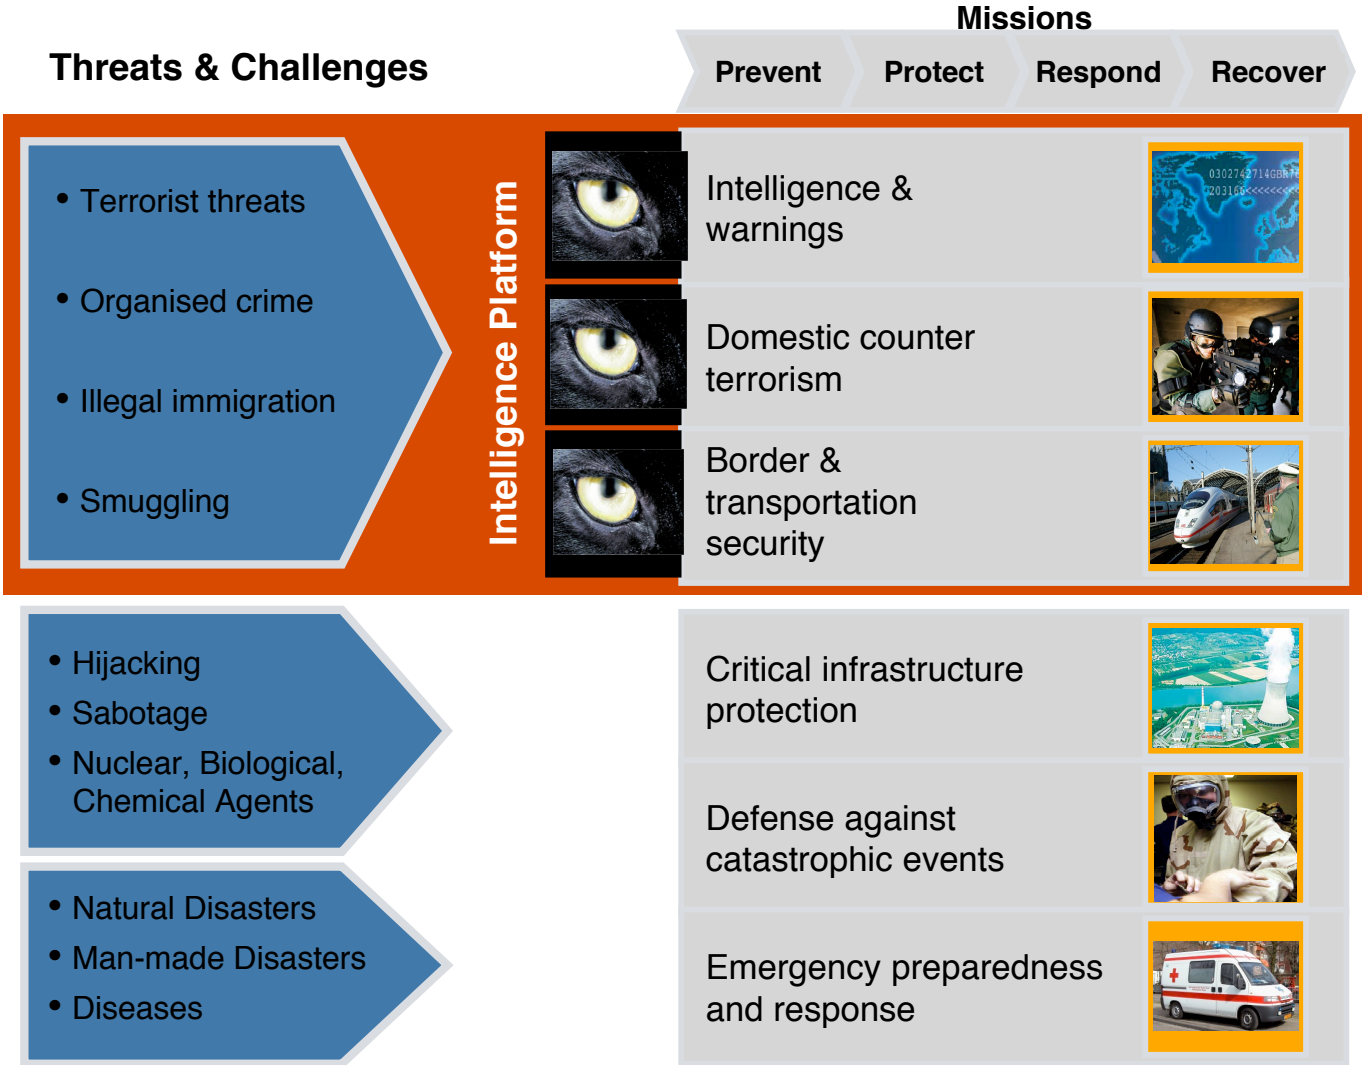 Missions
Threats & Challenges
Prevent
Protect
Respond
Recover
• Terrorist threats
• Organised crime
• Illegal immigration
• Smuggling
Intelligence Platform
Intelligence &
warnings
0302742714GBR7
203166<<<<<<<<<
Domestic counter
terrorism
Border &
transportation
security
• Hijacking
• Sabotage
• Nuclear, Biological,
Chemical Agents
• Natural Disasters
• Man-made Disasters
• Diseases
Critical infrastructure
protection
Defense against
catastrophic events
Emergency preparedness
and response